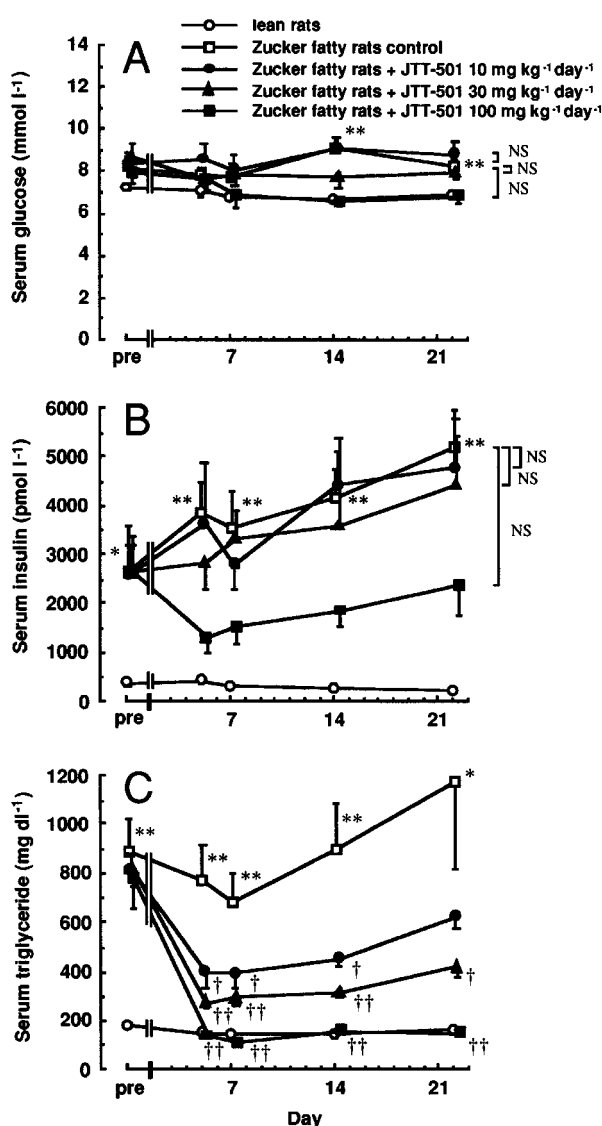 lean rats
Zucker fatty rats control
Zucker fatty rats + JTT-501 10 mg kg⁻¹ day⁻¹
Zucker fatty rats + JTT-501 30 mg kg⁻¹ day⁻¹
Zucker fatty rats + JTT-501 100 mg kg⁻¹ day⁻¹
A
Serum glucose (mmol l⁻¹)
14
12
10
8
6
4
2
0
**
**
NS
NS
NS
pre 7 14 21
B
Serum insulin (pmol l⁻¹)
6000
5000
4000
3000
2000
1000
0
*
**
**
**
**
NS
NS
NS
pre 7 14 21
C
Serum triglyceride (mg dl⁻¹)
1200
1000
800
600
400
200
0
**
**
**
**
*
† † †
†† †† †† †
†† †† †† ††
pre 7 14 21
Day